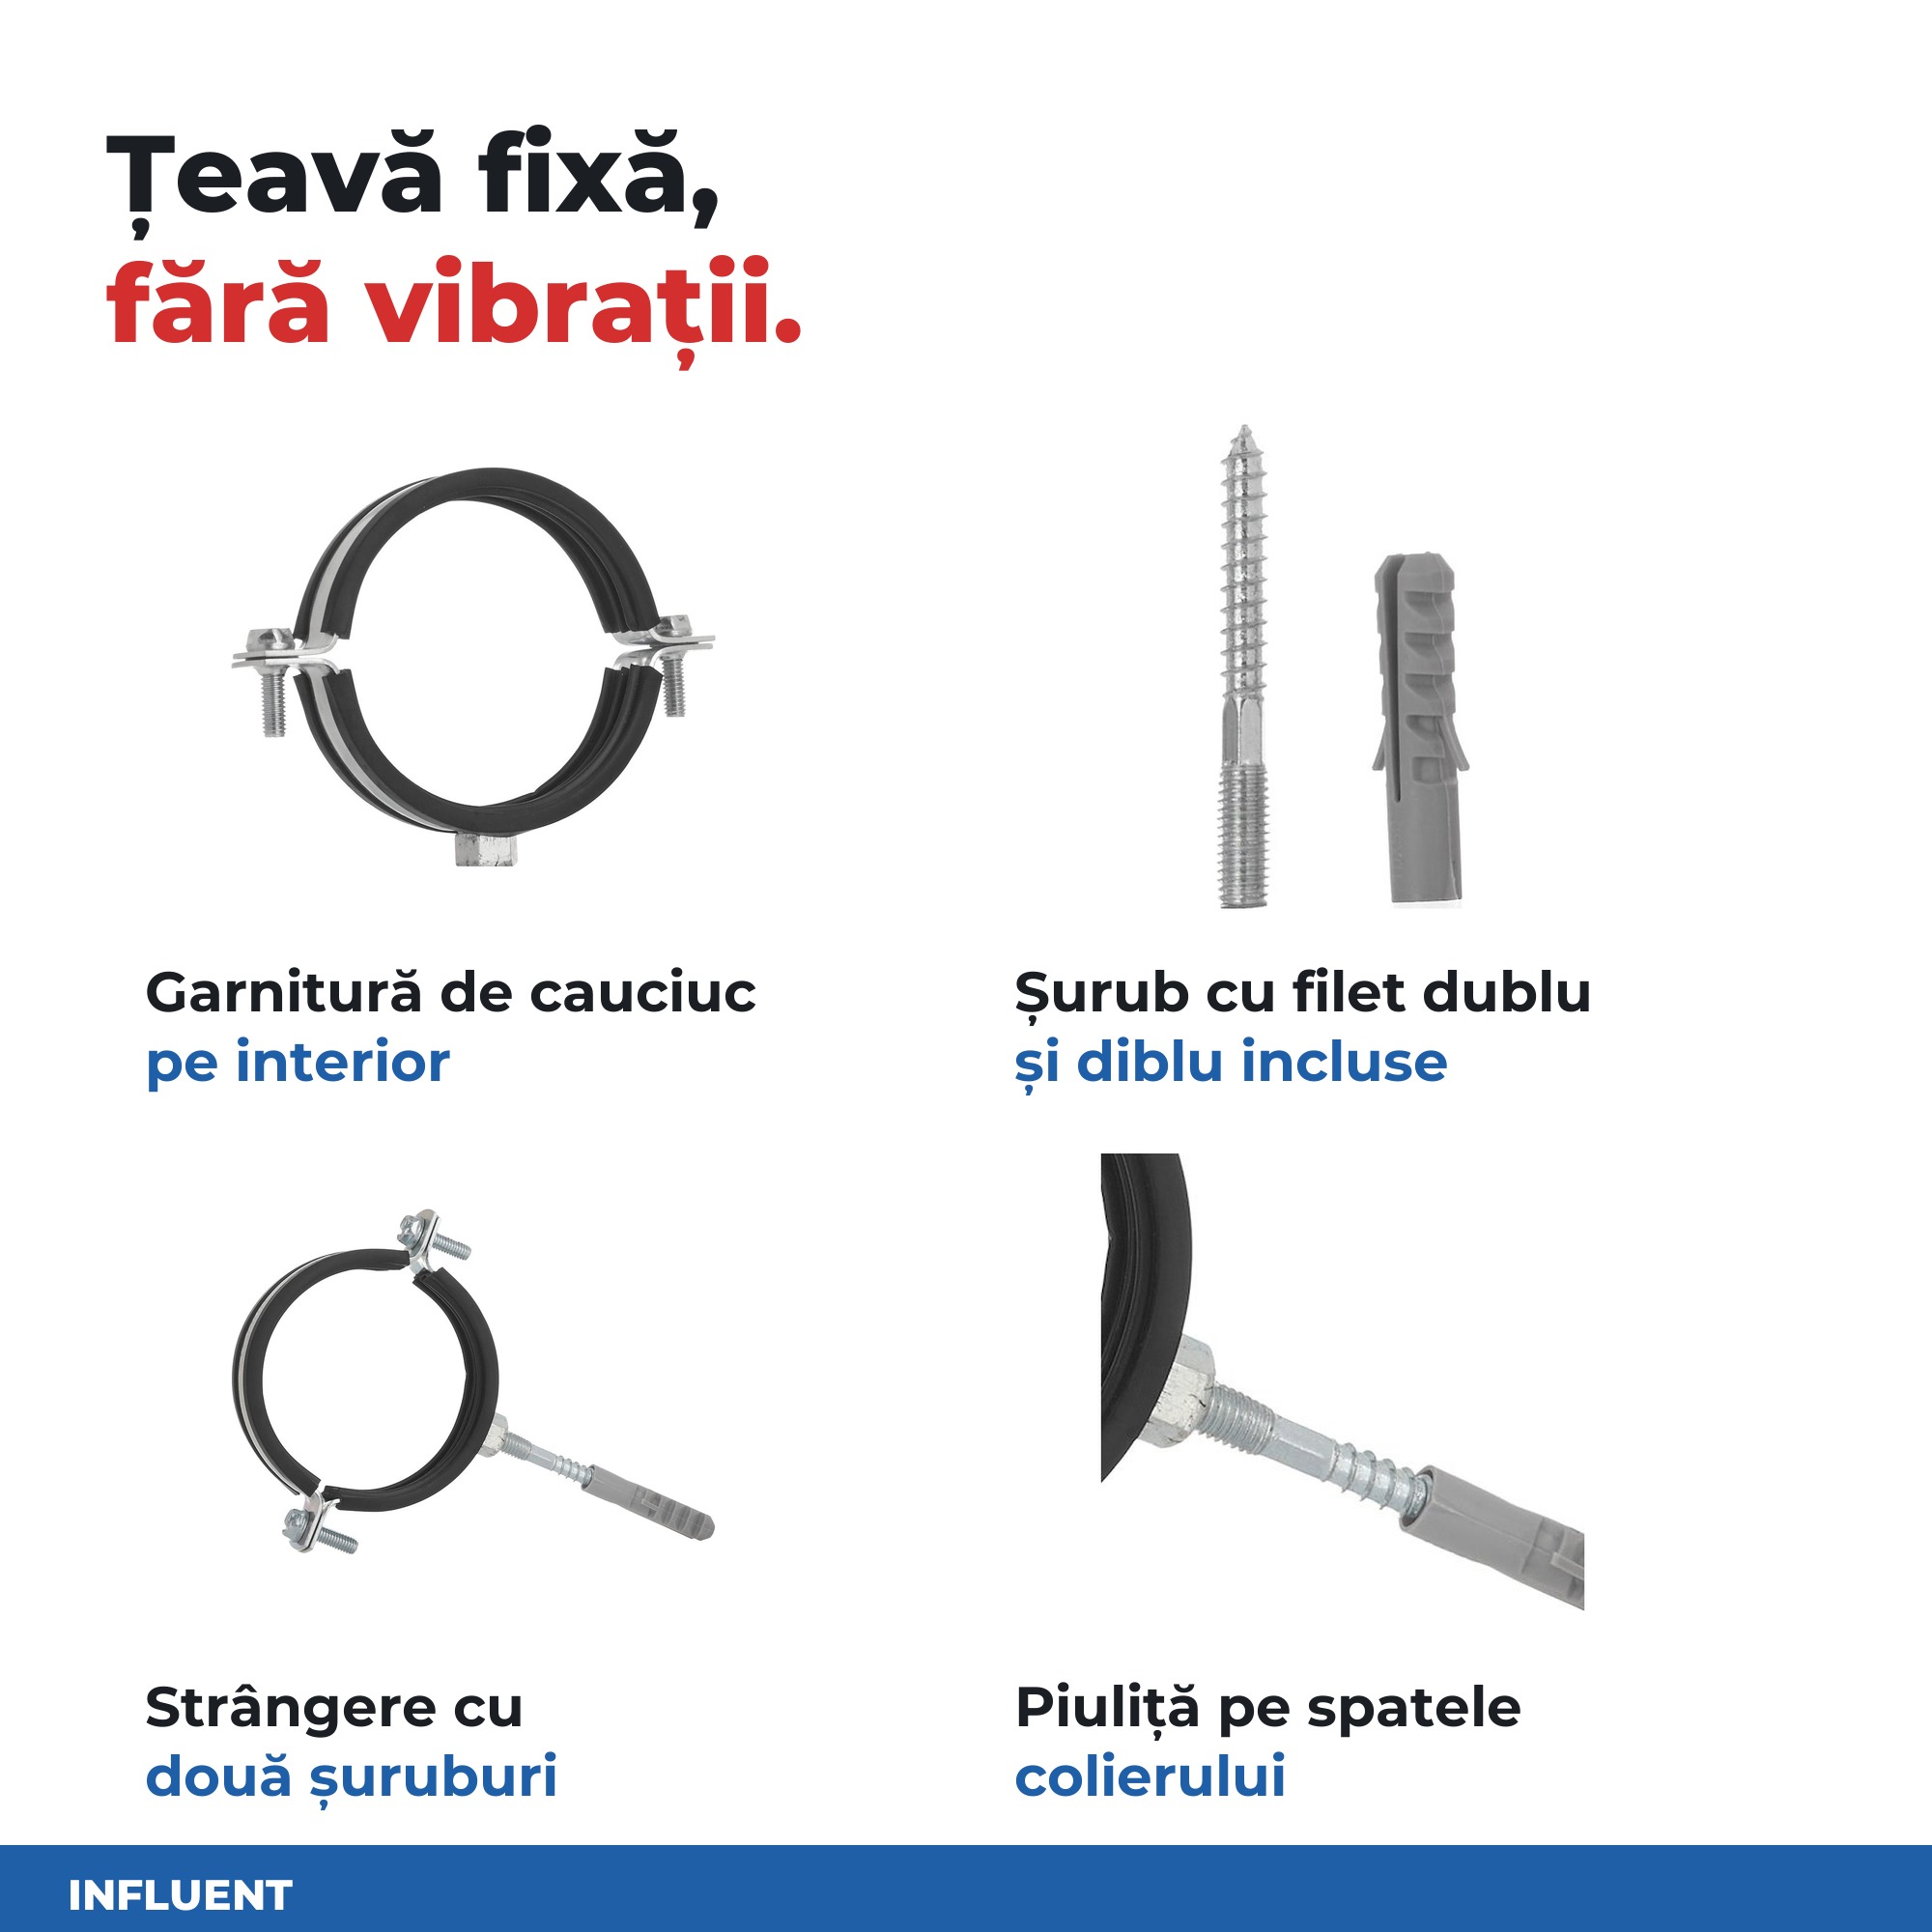 Țeavă fixă,
fără vibrații.
Garnitură de cauciuc
pe interior
Șurub cu filet dublu
și diblu incluse
Strângere cu
două șuruburi
Piuliță pe spatele
colierului
INFLUENT